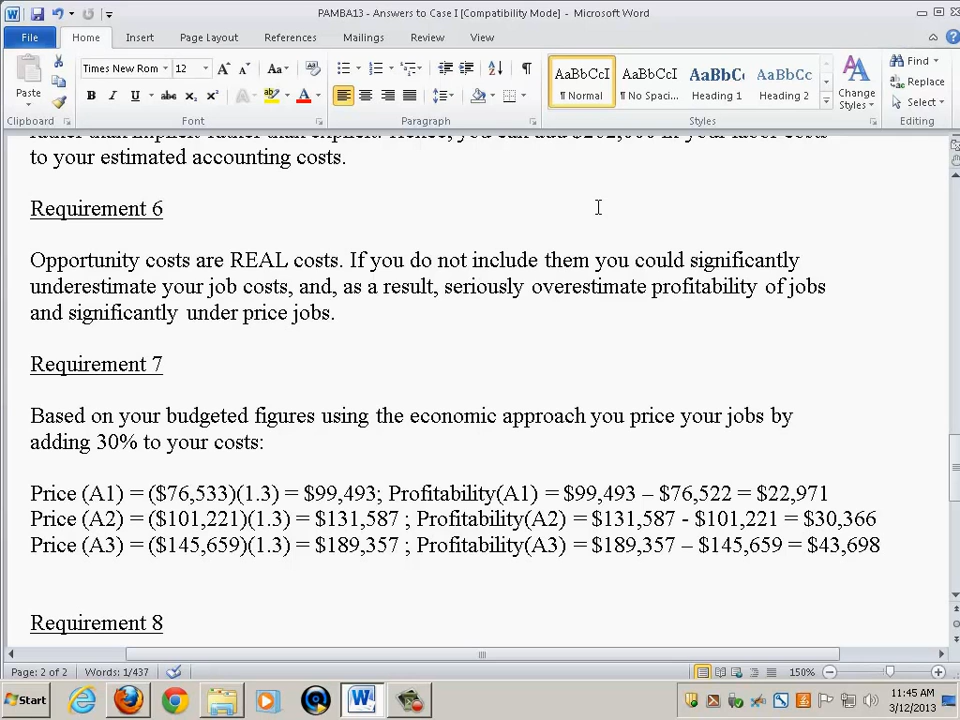 PAMBA13 - Answers to Case I [Compatibility Mode] - Microsoft Word
File Home Insert Page Layout References Mailings Review View
Times New Rom 12 Aa
Paste
B I U abc X₂ X² A A
AaBbCcI AaBbCcI AaBbCc AaBbCcI
¶ Normal ¶ No Spaci... Heading 1 Heading 2
Change Styles
Find
Replace
Select
Clipboard Font Paragraph Styles Editing
to your estimated accounting costs.
Requirement 6
Opportunity costs are REAL costs. If you do not include them you could significantly
underestimate your job costs, and, as a result, seriously overestimate profitability of jobs
and significantly under price jobs.
Requirement 7
Based on your budgeted figures using the economic approach you price your jobs by
adding 30% to your costs:
Price (A1) = ($76,533)(1.3) = $99,493; Profitability(A1) = $99,493 – $76,522 = $22,971
Price (A2) = ($101,221)(1.3) = $131,587 ; Profitability(A2) = $131,587 - $101,221 = $30,366
Price (A3) = ($145,659)(1.3) = $189,357 ; Profitability(A3) = $189,357 – $145,659 = $43,698
Requirement 8
Page: 2 of 2 Words: 1/437 150%
Start
11:45 AM
3/12/2013